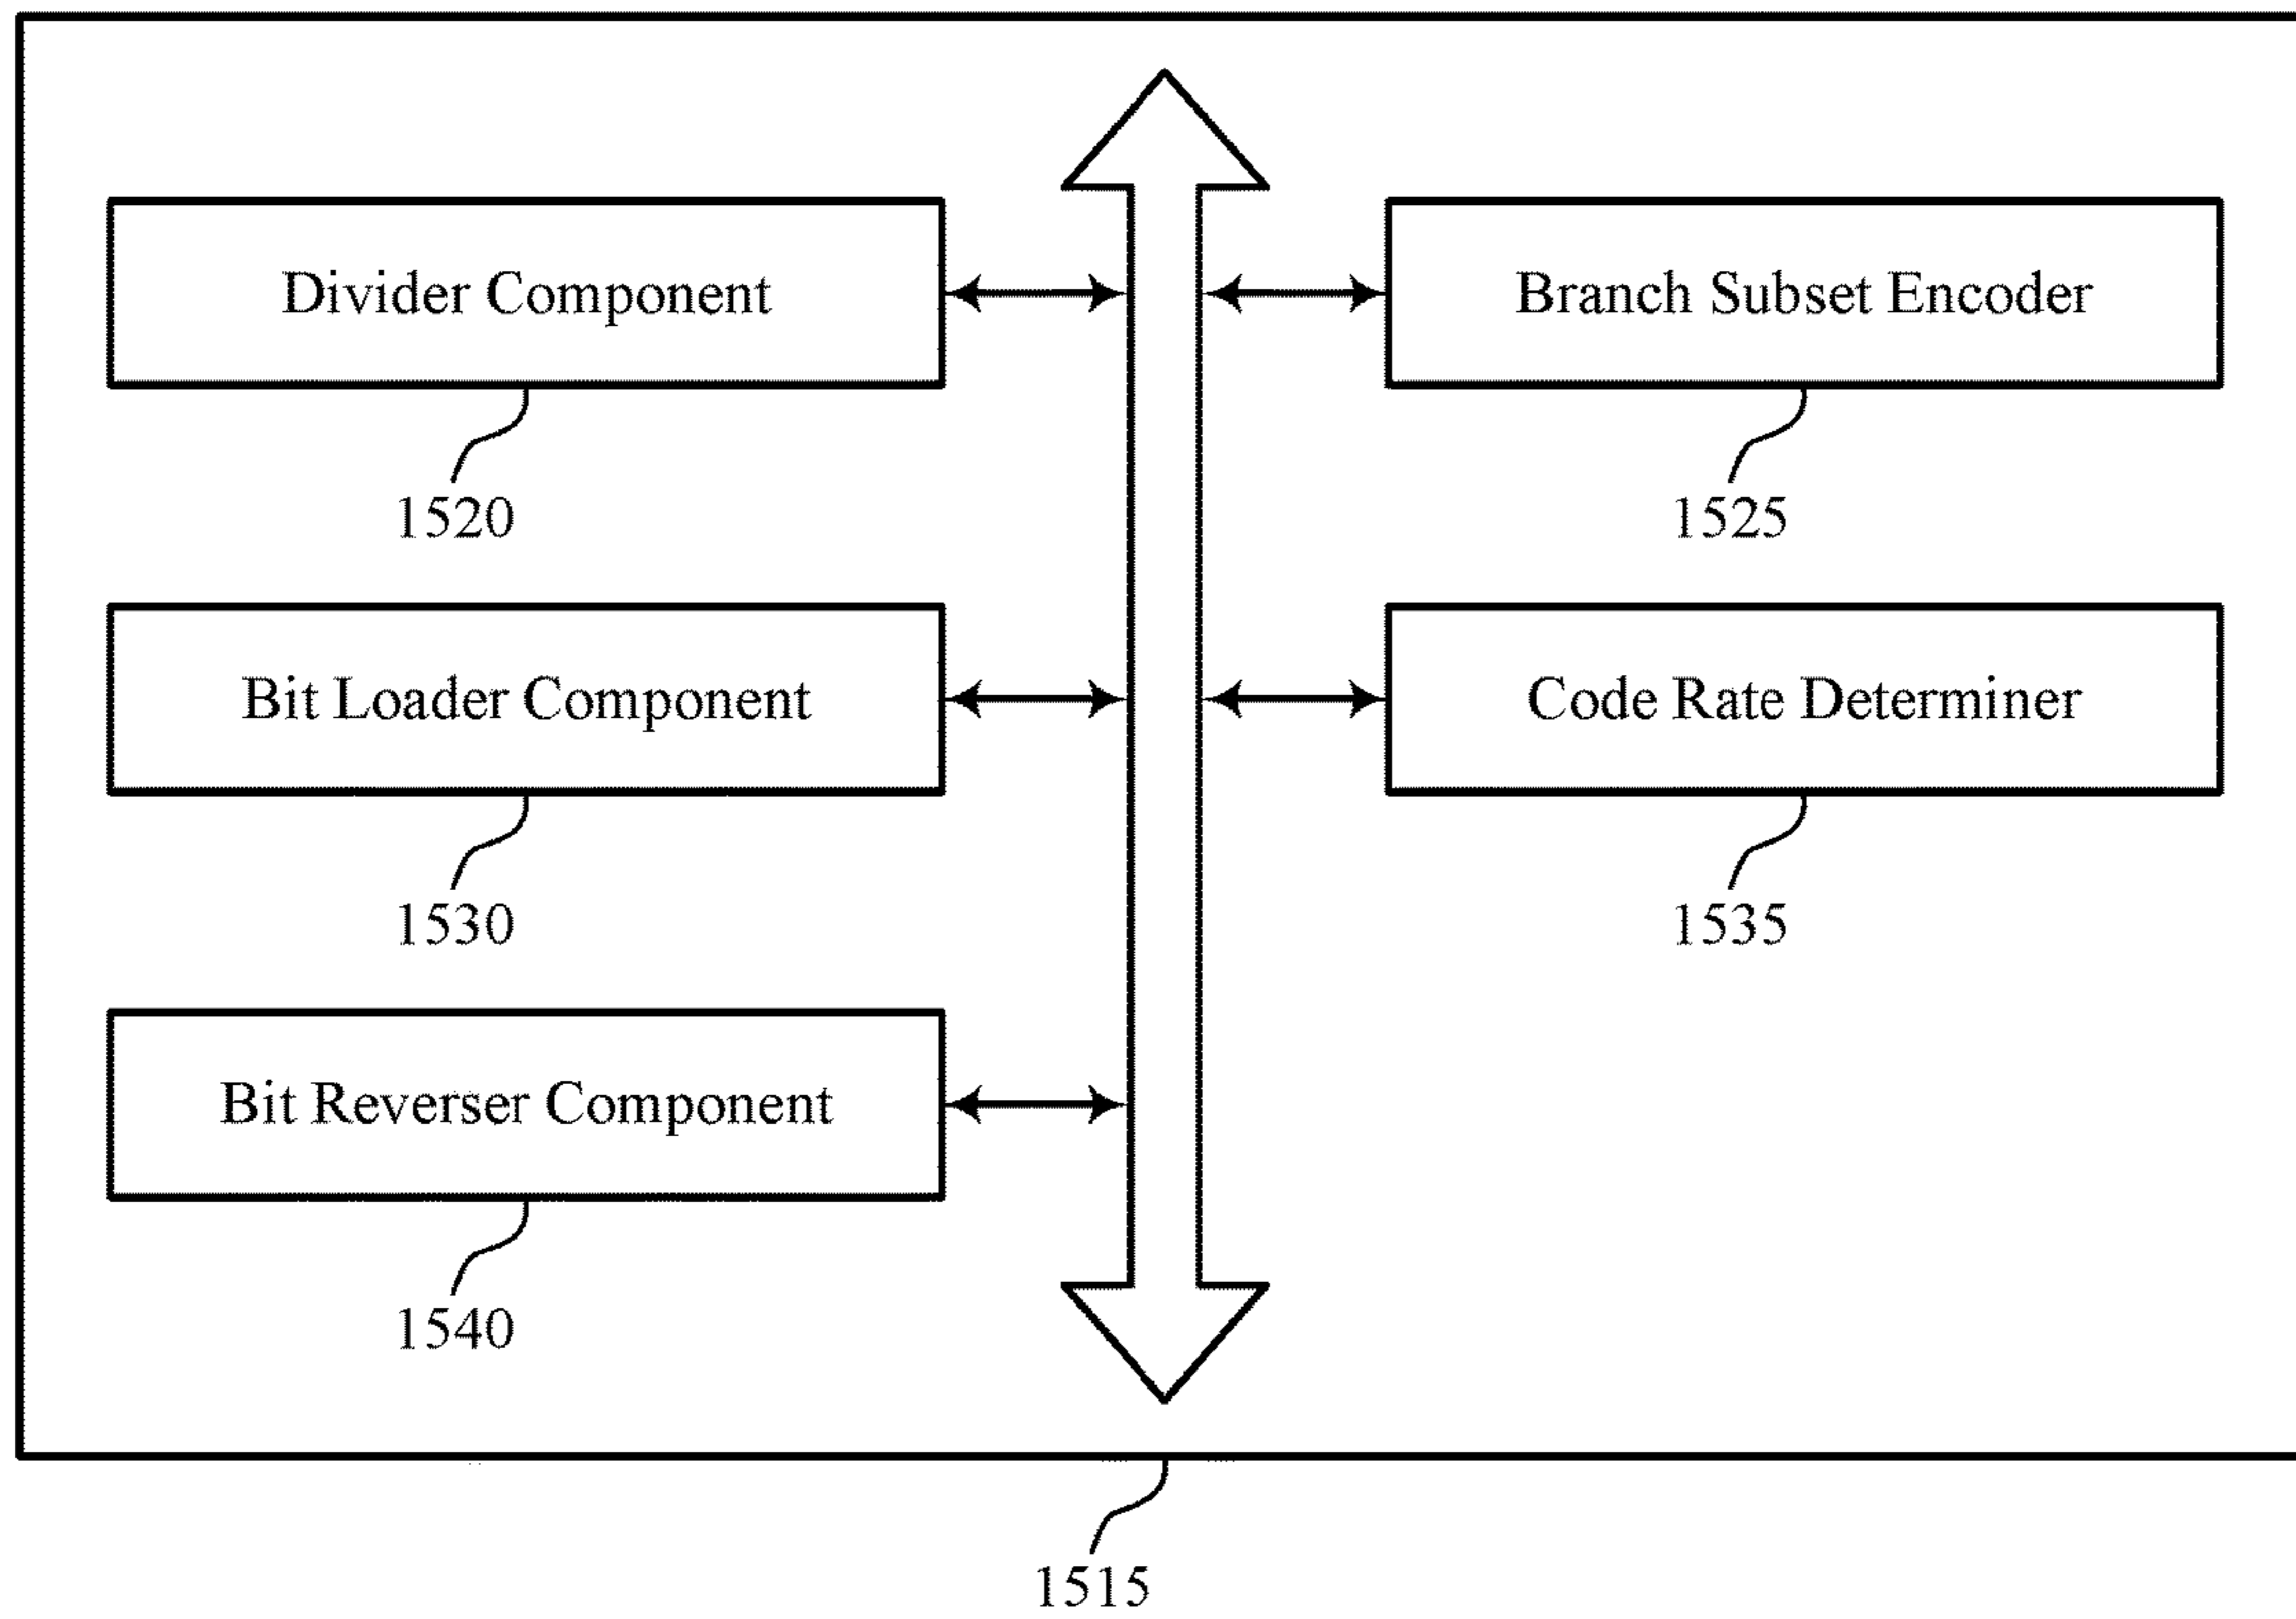 Divider Component
Branch Subset Encoder
1520
1525
Bit Loader Component
Code Rate Determiner
1530
1535
Bit Reverser Component
1540
1515